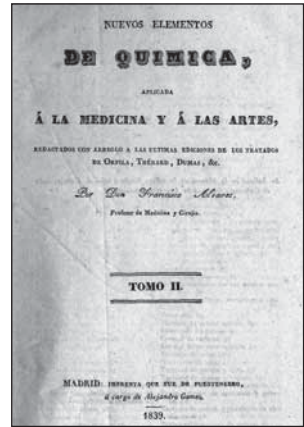 NUEVOS ELEMENTOS
DE QUIMICA,
APLICADA
Á LA MEDICINA Y Á LAS ARTES,
REDACTADOS CON ARREGLO A LAS ULTIMAS EDICIONES DE LOS TRATADOS
DE ORFILA, THÉNARD, DUMAS, &c.
Por Don Francisco Alvarez,
Profesor de Medicina y Cirujía.
TOMO II.
MADRID: IMPRENTA QUE FUE DE FUENTENEBRO,
á cargo de Alejandro Gomez.
1839.